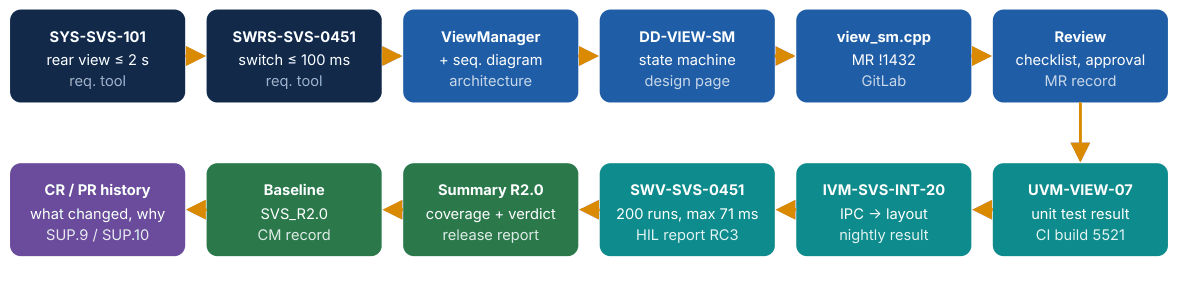 SYS-SVS-101
rear view ≤ 2 s
req. tool
SWRS-SVS-0451
switch ≤ 100 ms
req. tool
ViewManager
+ seq. diagram
architecture
DD-VIEW-SM
state machine
design page
view_sm.cpp
MR !1432
GitLab
Review
checklist, approval
MR record
CR / PR history
what changed, why
SUP.9 / SUP.10
Baseline
SVS_R2.0
CM record
Summary R2.0
coverage + verdict
release report
SWV-SVS-0451
200 runs, max 71 ms
HIL report RC3
IVM-SVS-INT-20
IPC → layout
nightly result
UVM-VIEW-07
unit test result
CI build 5521